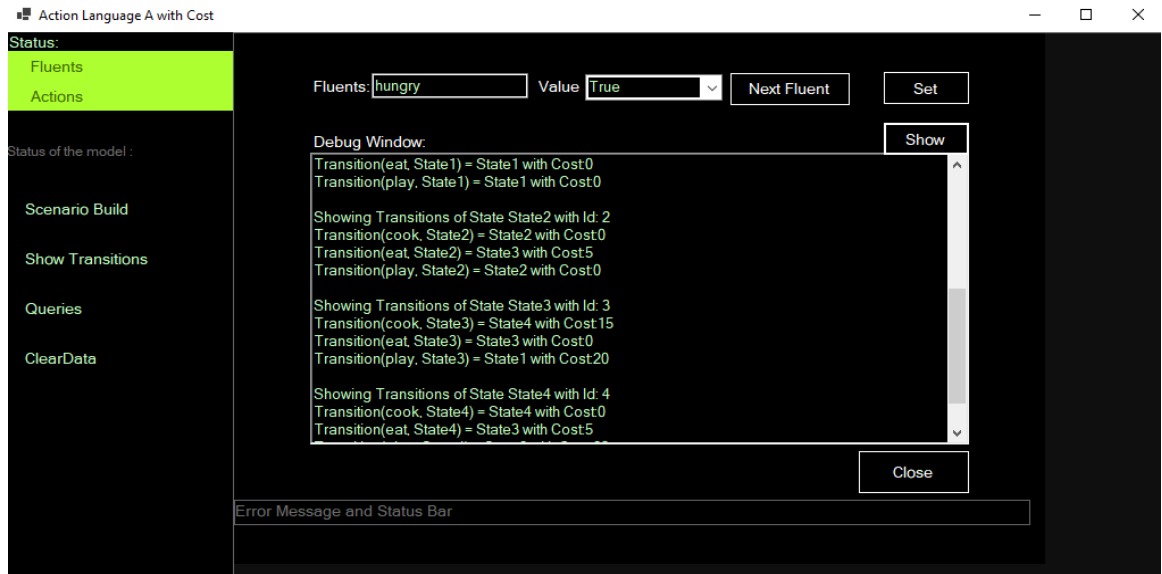 Action Language A with Cost
Status:
Fluents
Actions
Status of the model :
Scenario Build
Show Transitions
Queries
ClearData
Fluents: hungry Value True Next Fluent Set
Debug Window: Show
Transition(eat, State1) = State1 with Cost:0
Transition(play, State1) = State1 with Cost:0
Showing Transitions of State State2 with Id: 2
Transition(cook, State2) = State2 with Cost:0
Transition(eat, State2) = State3 with Cost:5
Transition(play, State2) = State2 with Cost:0
Showing Transitions of State State3 with Id: 3
Transition(cook, State3) = State4 with Cost:15
Transition(eat, State3) = State3 with Cost:0
Transition(play, State3) = State1 with Cost:20
Showing Transitions of State State4 with Id: 4
Transition(cook, State4) = State4 with Cost:0
Transition(eat, State4) = State3 with Cost:5
Close
Error Message and Status Bar